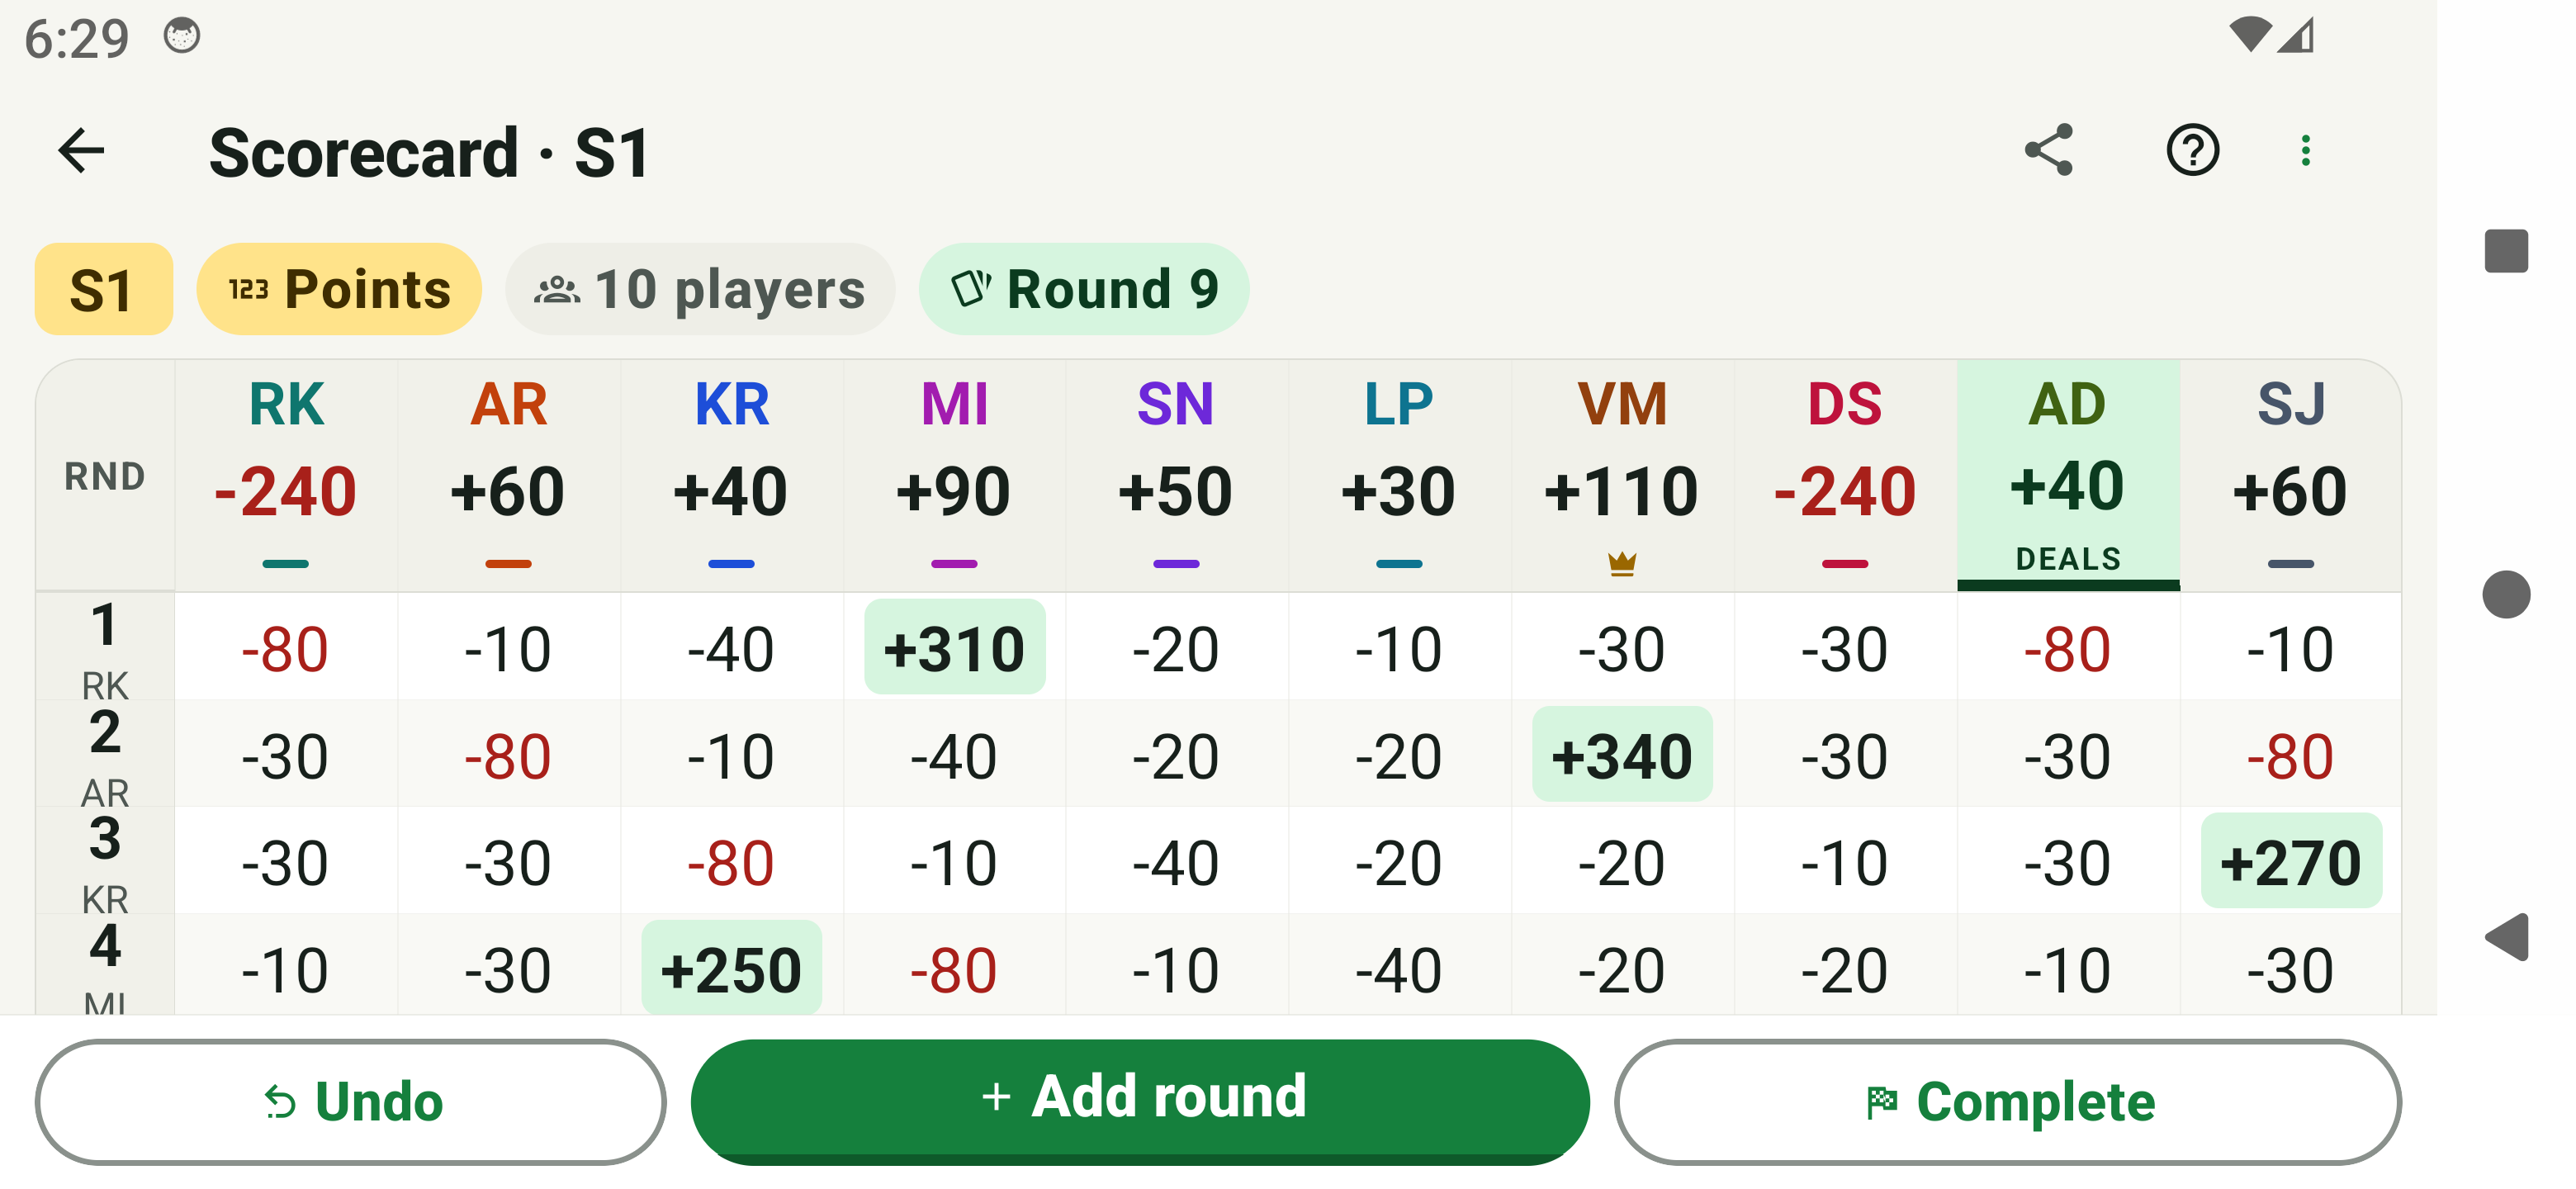 6:29
Scorecard · S1
S1 123 Points 10 players Round 9
RND RK AR KR MI SN LP VM DS AD SJ
-240 +60 +40 +90 +50 +30 +110 -240 +40 +60
DEALS
1 -80 -10 -40 +310 -20 -10 -30 -30 -80 -10
RK
2 -30 -80 -10 -40 -20 -20 +340 -30 -30 -80
AR
3 -30 -30 -80 -10 -40 -20 -20 -10 -30 +270
KR
4 -10 -30 +250 -80 -10 -40 -20 -20 -10 -30
MI
Undo + Add round Complete